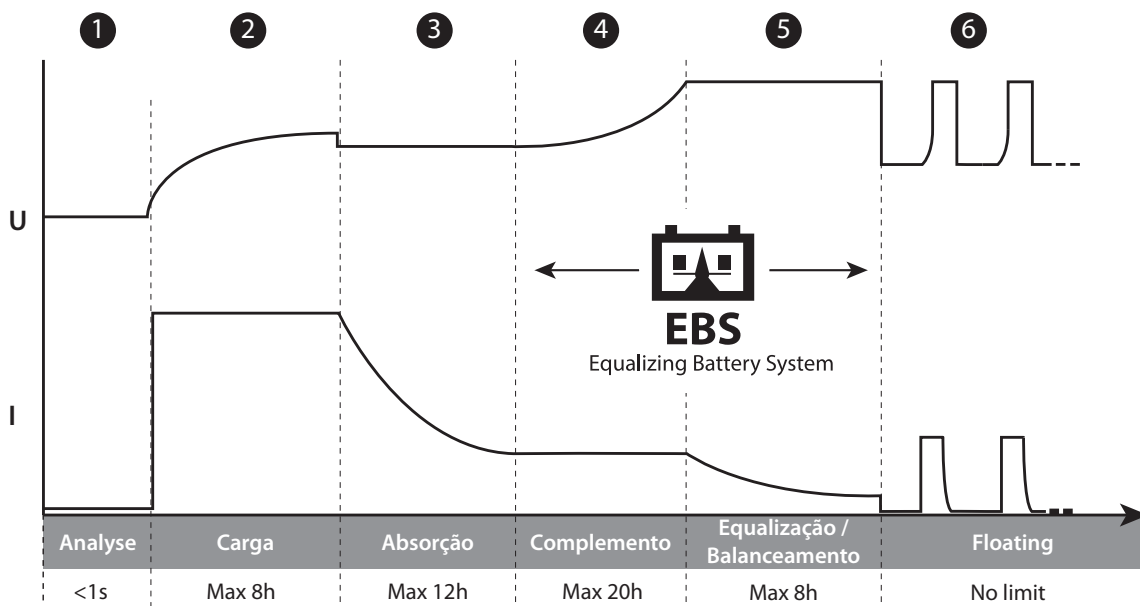 1 2 3 4 5 6
U
EBS
Equalizing Battery System
I
Analyse Carga Absorção Complemento Equalização / Balanceamento Floating
<1s Max 8h Max 12h Max 20h Max 8h No limit